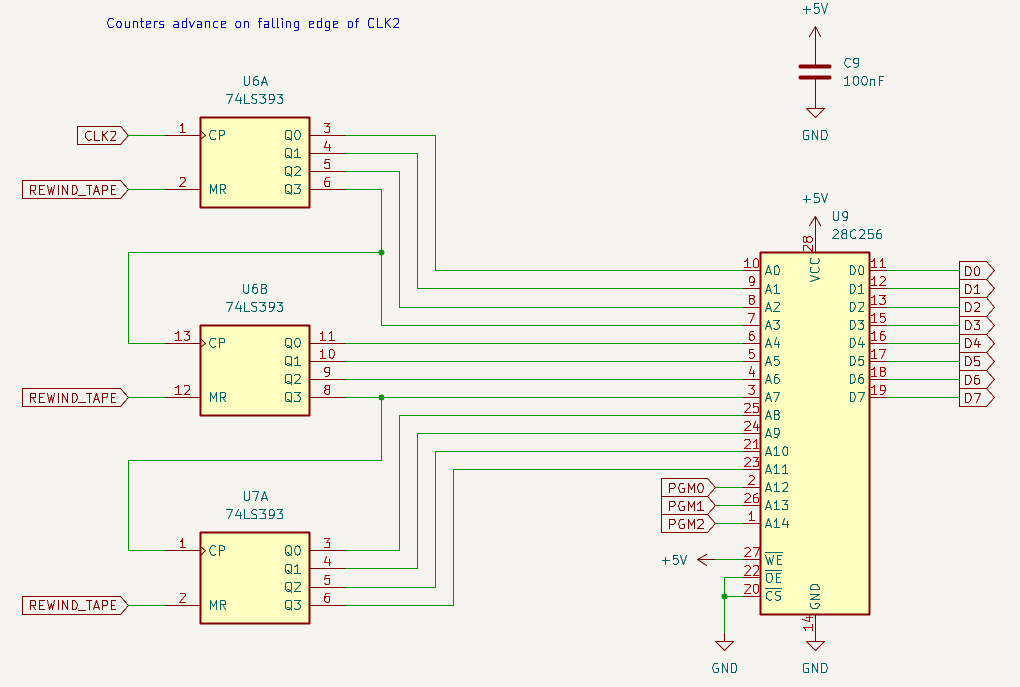 Counters advance on falling edge of CLK2
+5V
C9
100nF
GND
U6A
74LS393
CLK2
1
CP
Q0
3
Q1
4
Q2
5
REWIND_TAPE
2
MR
Q3
6
U6B
74LS393
13
CP
Q0
11
Q1
10
Q2
9
REWIND_TAPE
12
MR
Q3
8
U7A
74LS393
1
CP
Q0
3
Q1
4
Q2
5
REWIND_TAPE
2
MR
Q3
6
+5V
U9
28C256
28
VCC
10
A0
D0
11
D0
9
A1
D1
12
D1
8
A2
D2
13
D2
7
A3
D3
15
D3
6
A4
D4
16
D4
5
A5
D5
17
D5
4
A6
D6
18
D6
3
A7
D7
19
D7
25
A8
24
A9
21
A10
23
A11
PGM0
2
A12
PGM1
26
A13
PGM2
1
A14
+5V
27
WE
22
OE
20
CS
GND
14
GND
GND